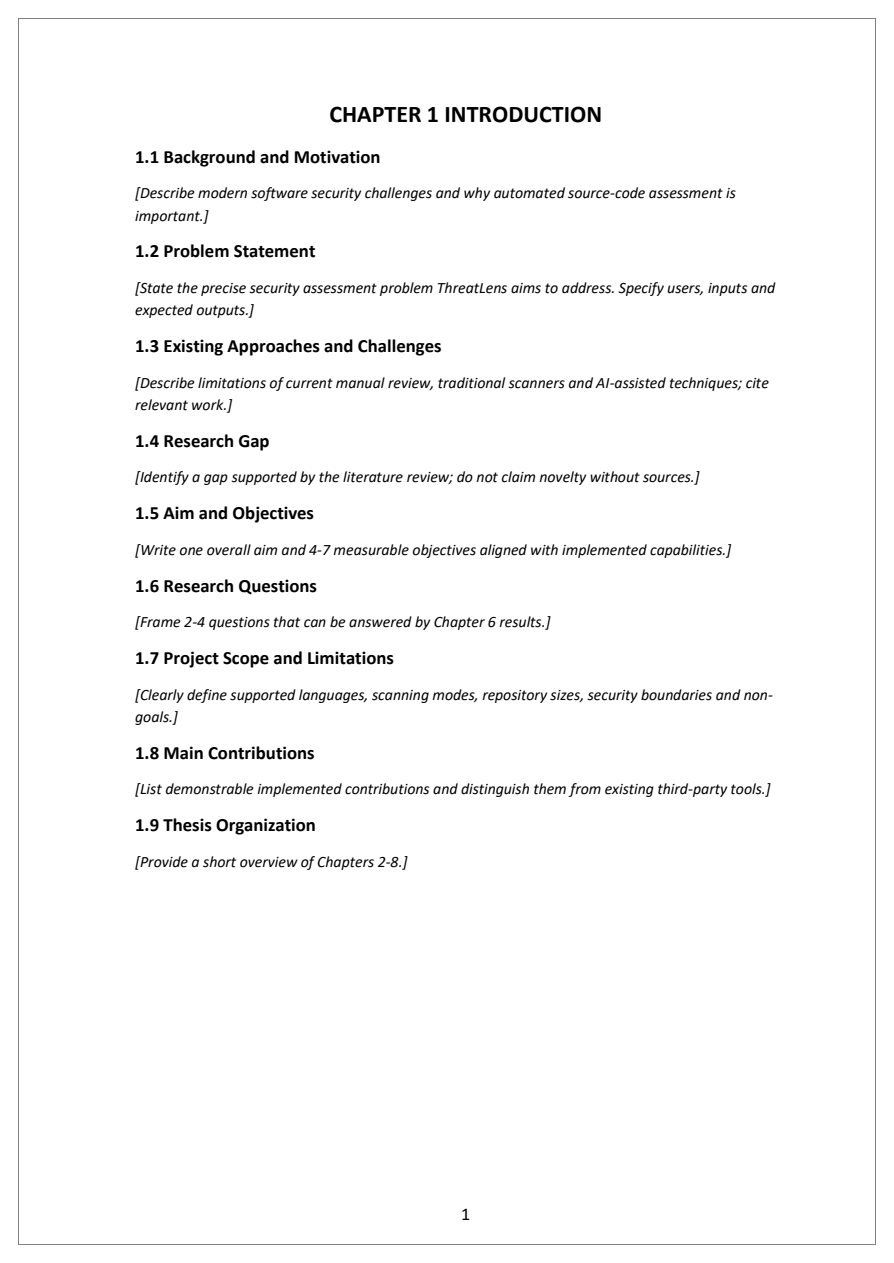 CHAPTER 1 INTRODUCTION
1.1 Background and Motivation
[Describe modern software security challenges and why automated source-code assessment is
important.]
1.2 Problem Statement
[State the precise security assessment problem ThreatLens aims to address. Specify users, inputs and
expected outputs.]
1.3 Existing Approaches and Challenges
[Describe limitations of current manual review, traditional scanners and AI-assisted techniques; cite
relevant work.]
1.4 Research Gap
[Identify a gap supported by the literature review; do not claim novelty without sources.]
1.5 Aim and Objectives
[Write one overall aim and 4-7 measurable objectives aligned with implemented capabilities.]
1.6 Research Questions
[Frame 2-4 questions that can be answered by Chapter 6 results.]
1.7 Project Scope and Limitations
[Clearly define supported languages, scanning modes, repository sizes, security boundaries and non-
goals.]
1.8 Main Contributions
[List demonstrable implemented contributions and distinguish them from existing third-party tools.]
1.9 Thesis Organization
[Provide a short overview of Chapters 2-8.]
1